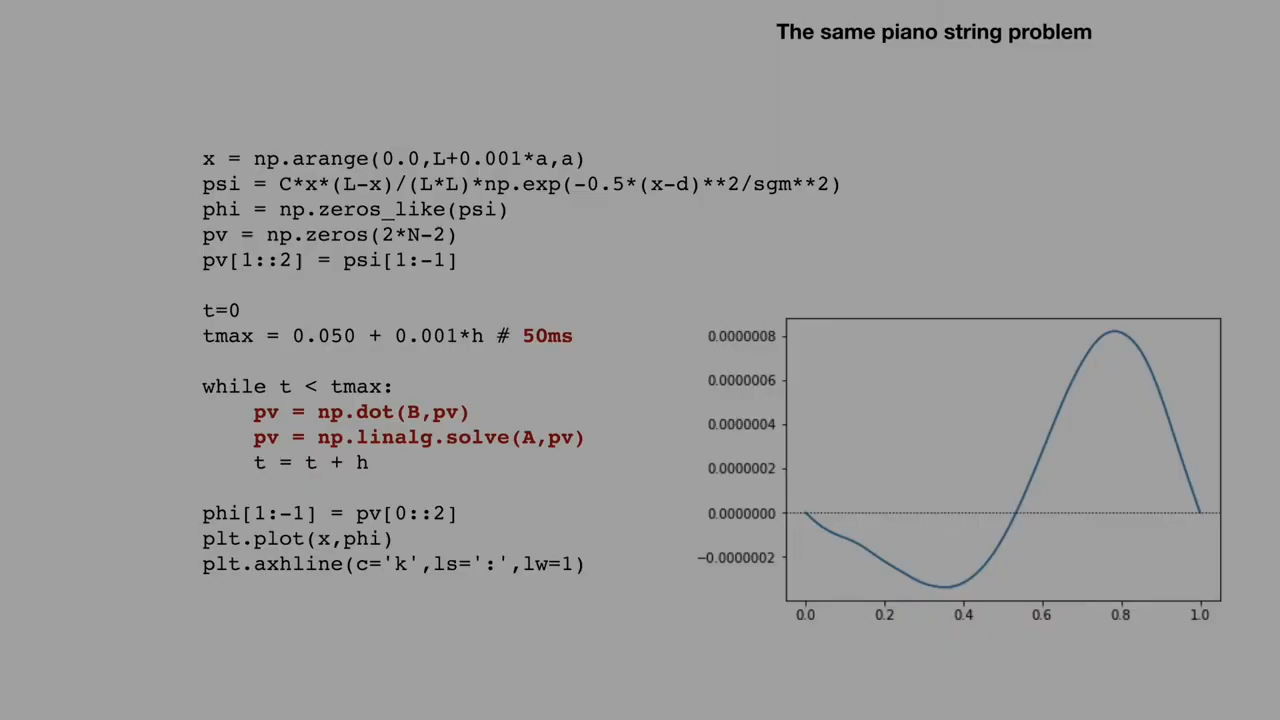 The same piano string problem
x = np.arange(0.0,L+0.001*a,a)
psi = C*x*(L-x)/(L*L)*np.exp(-0.5*(x-d)**2/sgm**2)
phi = np.zeros_like(psi)
pv = np.zeros(2*N-2)
pv[1::2] = psi[1:-1]
t=0
tmax = 0.050 + 0.001*h # 50ms
while t < tmax:
    pv = np.dot(B,pv)
    pv = np.linalg.solve(A,pv)
    t = t + h
phi[1:-1] = pv[0::2]
plt.plot(x,phi)
plt.axhline(c='k',ls=':',lw=1)
0.0000008
0.0000006
0.0000004
0.0000002
0.0000000
−0.0000002
0.0 0.2 0.4 0.6 0.8 1.0